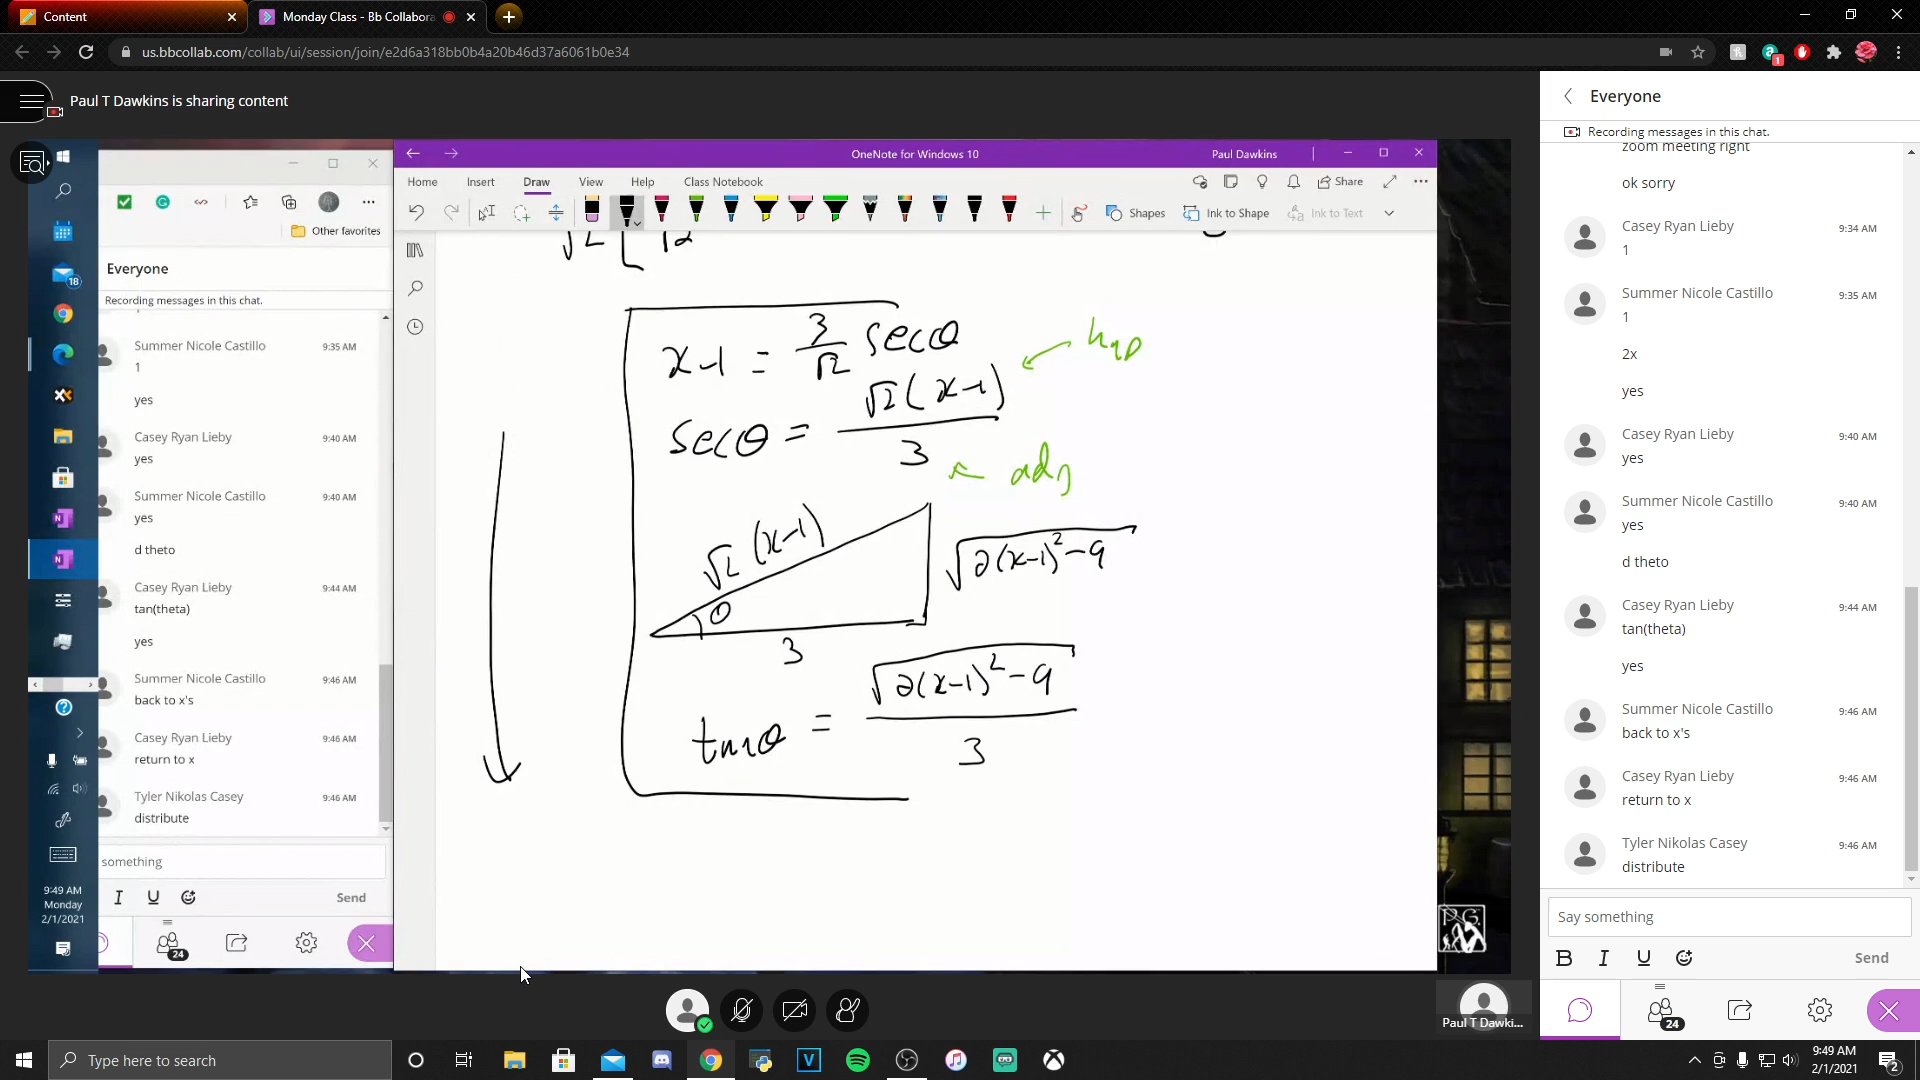 Content
Monday Class - Bb Collabora
us.bbcollab.com/collab/ui/session/join/e2d6a318bb0b4a20b46d37a6061b0e34
1
Paul T Dawkins is sharing content
Other favorites
Everyone
Recording messages in this chat.
Summer Nicole Castillo 9:35 AM
1
yes
Casey Ryan Lieby 9:40 AM
yes
Summer Nicole Castillo 9:40 AM
yes
d theto
Casey Ryan Lieby 9:44 AM
tan(theta)
yes
Summer Nicole Castillo 9:46 AM
back to x's
Casey Ryan Lieby 9:46 AM
return to x
Tyler Nikolas Casey 9:46 AM
distribute
something
I U Send
24
18
9:49 AM
Monday
2/1/2021
OneNote for Windows 10 Paul Dawkins
Home Insert Draw View Help Class Notebook Share
Shapes Ink to Shape Ink to Text
√2 √2
x-1 = 3/√2 secθ
hyp
secθ = √2(x-1)/3
adj
√2 (x-1)
√2(x-1)²-9
θ
3
tanθ = √2(x-1)²-9
3
PG
Paul T Dawki...
Everyone
Recording messages in this chat.
zoom meeting right
ok sorry
Casey Ryan Lieby 9:34 AM
1
Summer Nicole Castillo 9:35 AM
1
2x
yes
Casey Ryan Lieby 9:40 AM
yes
Summer Nicole Castillo 9:40 AM
yes
d theto
Casey Ryan Lieby 9:44 AM
tan(theta)
yes
Summer Nicole Castillo 9:46 AM
back to x's
Casey Ryan Lieby 9:46 AM
return to x
Tyler Nikolas Casey 9:46 AM
distribute
Say something
B I U Send
24
Type here to search
9:49 AM
2/1/2021
2